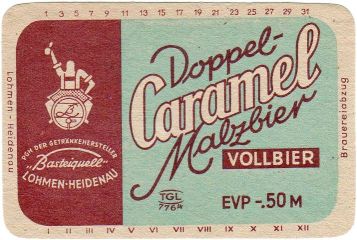 1 3 5 7 9 11 13 15 17 19 21 23 25 27 29 31
Lohmen - Heidenau
PGH DER GETRÄNKEHERSTELLER
"Basteiquell"
LOHMEN-HEIDENAU
Doppel-
Caramel
Malzbier
VOLLBIER
TGL
7764
EVP -.50 M
Brauereiabzug
I II III IV V VI VII VIII IX X XI XII